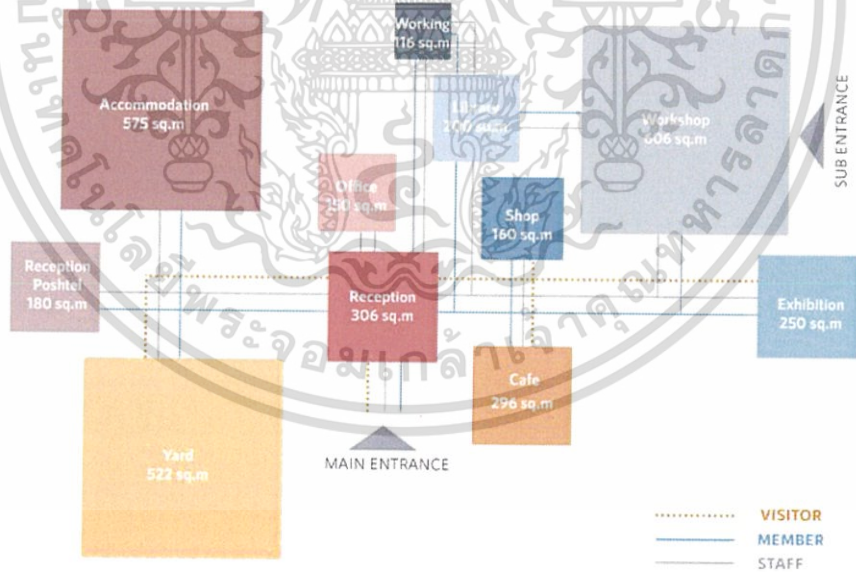 Working
116 sq.m
Accommodation
575 sq.m
Workshop
606 sq.m
SUB ENTRANCE
Office
Shop
160 sq.m
Reception
Poshtel
180 sq.m
Reception
306 sq.m
Exhibition
250 sq.m
Cafe
296 sq.m
Yard
522 sq.m
MAIN ENTRANCE
VISITOR
MEMBER
STAFF